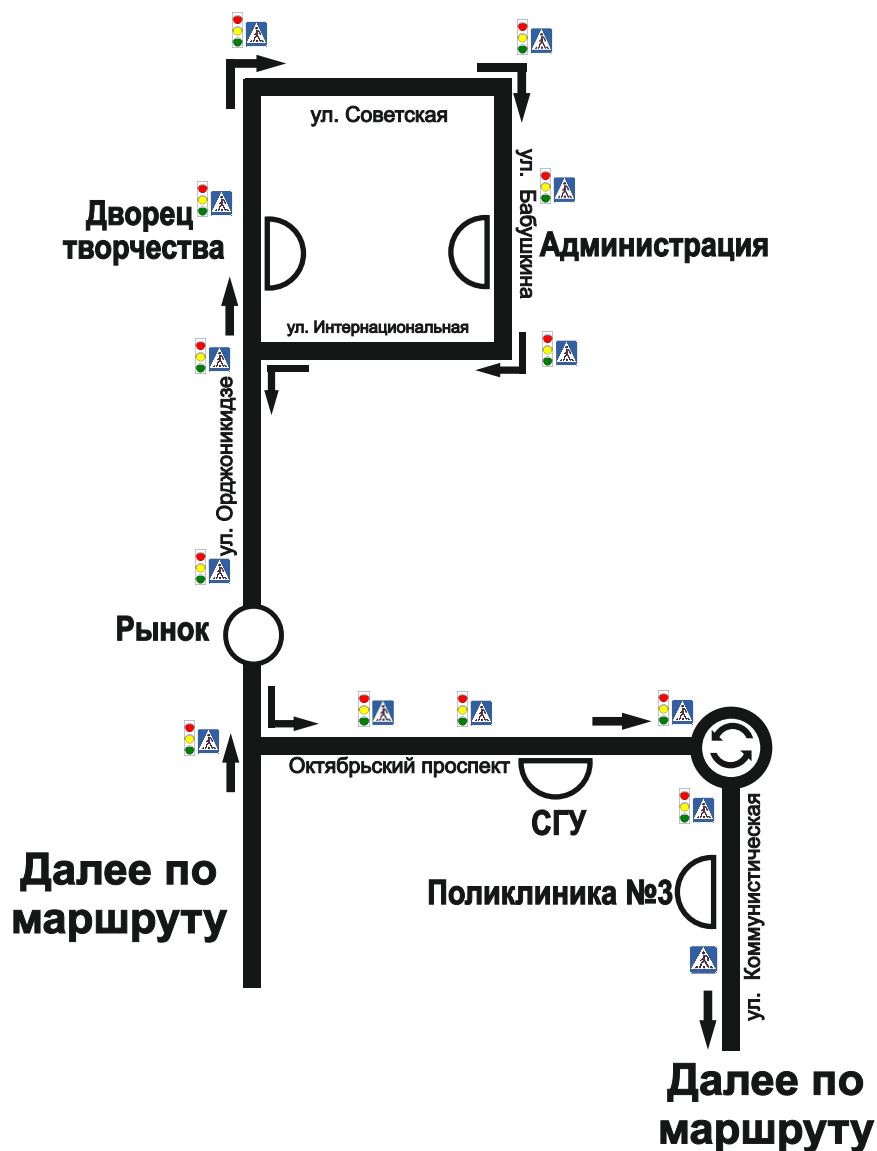 ул. Советская
ул. Бабушкина
Дворец
творчества
Администрация
ул. Интернациональная
ул. Орджоникидзе
Рынок
Октябрьский проспект
СГУ
ул. Коммунистическая
Далее по
маршруту
Поликлиника №3
Далее по
маршруту